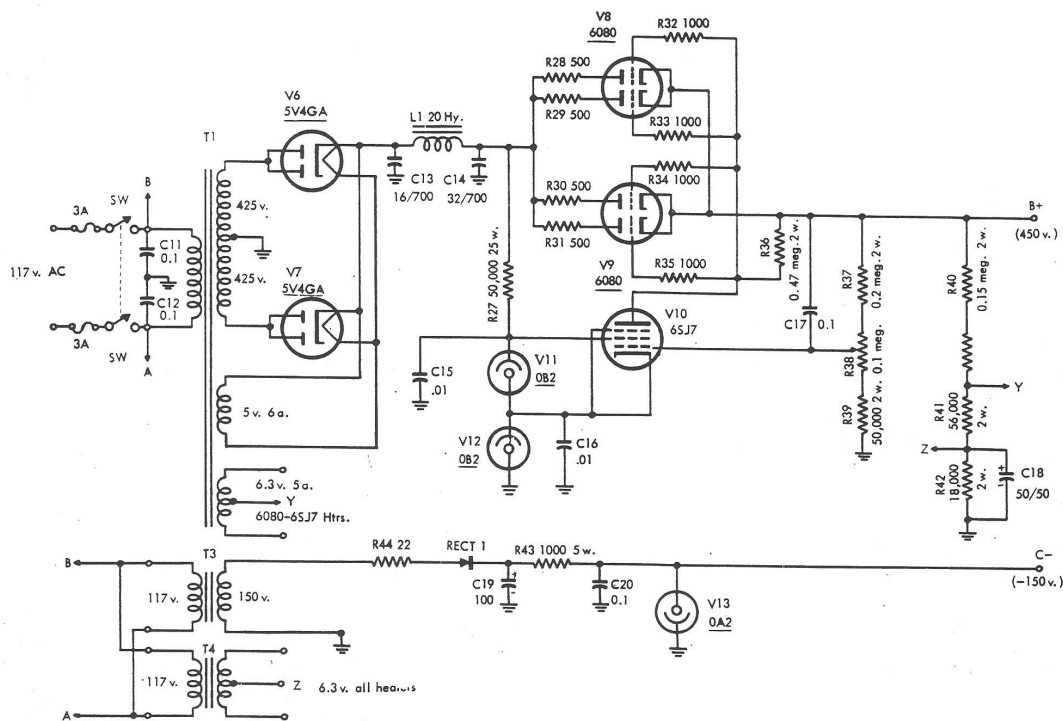 V8
6080
R32 1000
R28 500
R29 500
R33 1000
V6
5V4GA
L1 20 Hy.
T1
C13
16/700
C14
32/700
R34 1000
R30 500
R31 500
V9
6080
R35 1000
B
SW
3A
C11
0.1
117 v. AC
C12
0.1
3A
SW
A
425 v.
425 v.
V7
5V4GA
R27 50,000 25 w.
R36
0.47 meg. 2 w.
B+
(450 v.)
R37
0.2 meg. 2 w.
R40
0.15 meg. 2 w.
C17
0.1
V10
6SJ7
R38
0.1 meg.
C15
.01
V11
0B2
R39
50,000 2 w.
Y
R41
56,000
2 w.
5 v. 6 a.
V12
0B2
C16
.01
Z
R42
18,000
2 w.
+
-
C18
50/50
6.3 v. 5 a.
Y
6080-6SJ7 Htrs.
B
T3
117 v.
150 v.
R44 22
RECT 1
R43 1000 5 w.
C-
(-150 v.)
C19
100
+
C20
0.1
V13
0A2
T4
117 v.
Z
6.3 v. all
A